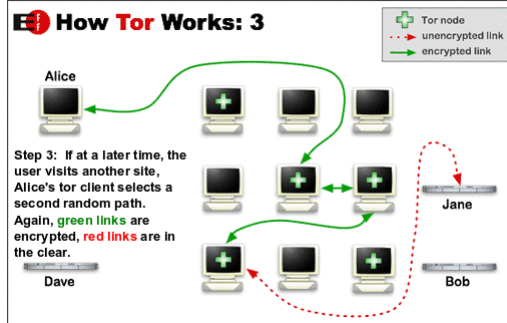 EFF How Tor Works: 3
Tor node
unencrypted link
encrypted link
Alice
Step 3: If at a later time, the
user visits another site,
Alice's tor client selects a
second random path.
Again, green links are
encrypted, red links are in
the clear.
Jane
Dave
Bob